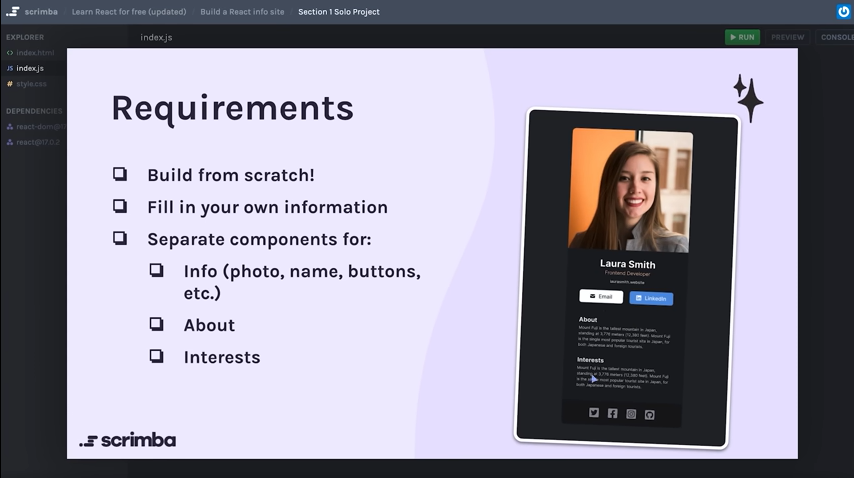 scrimba
Learn React for free (updated)
Build a React info site
Section 1 Solo Project
EXPLORER
index.html
JS index.js
# style.css
DEPENDENCIES
react-dom@
react@17.0.2
index.js
RUN
PREVIEW
CONSOLE
Requirements
Build from scratch!
Fill in your own information
Separate components for:
Info (photo, name, buttons,
etc.)
About
Interests
scrimba
Laura Smith
Frontend Developer
laurasmith.website
Email
LinkedIn
About
Mount Fuji is the tallest mountain in Japan,
standing at 3,776 meters (12,380 feet). Mount Fuji
is the single most popular tourist site in Japan, for
both Japanese and foreign tourists.
Interests
Mount Fuji is the tallest mountain in Japan,
standing at 3,776 meters (12,380 feet). Mount Fuji
is the single most popular tourist site in Japan, for
both Japanese and foreign tourists.